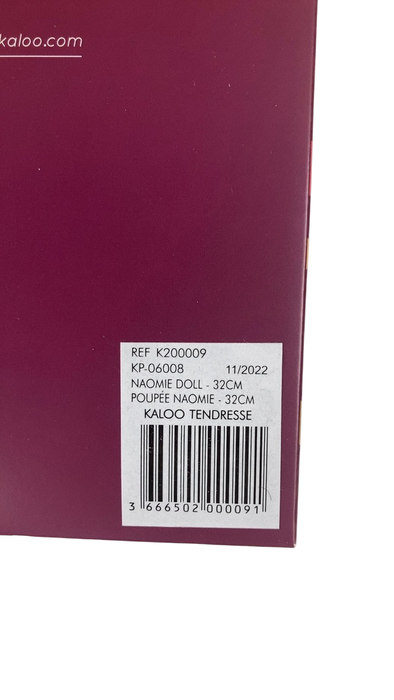 kaloo.com
REF K200009
KP-06008 11/2022
NAOMIE DOLL - 32CM
POUPÉE NAOMIE - 32CM
KALOO TENDRESSE
3 666502 000091